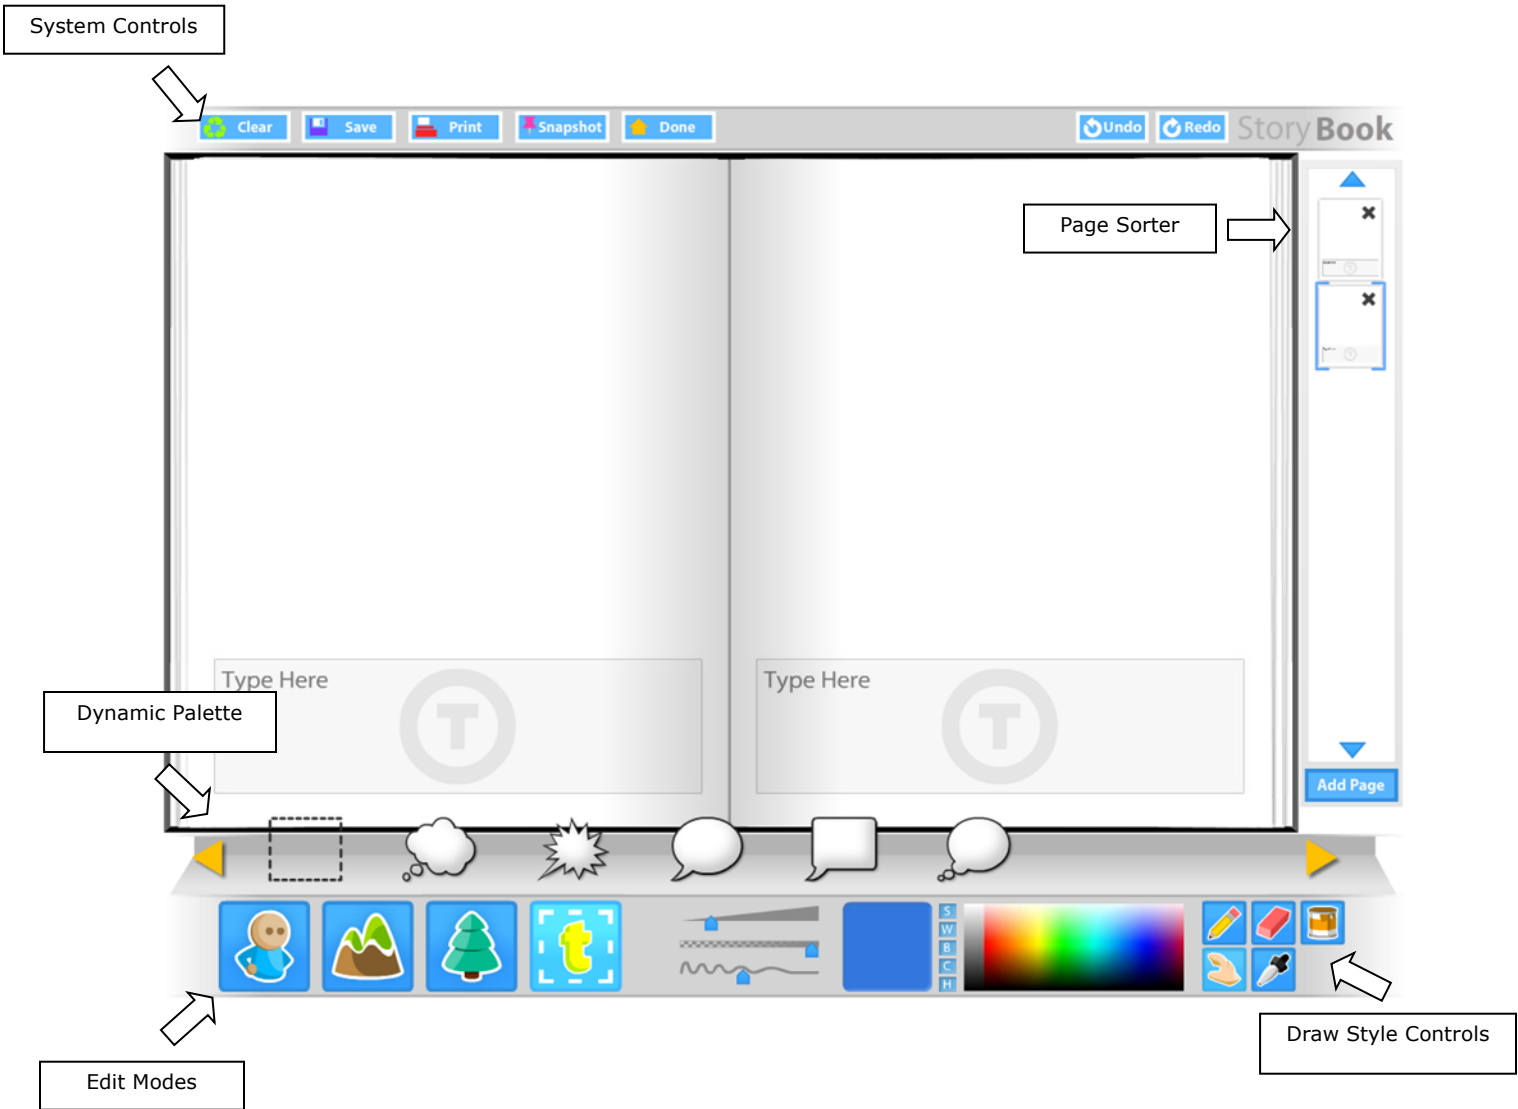 System Controls
Clear
Save
Print
Snapshot
Done
Undo
Redo
StoryBook
Page Sorter
Type Here
T
Type Here
T
Dynamic Palette
Add Page
t
S
W
B
C
H
Draw Style Controls
Edit Modes